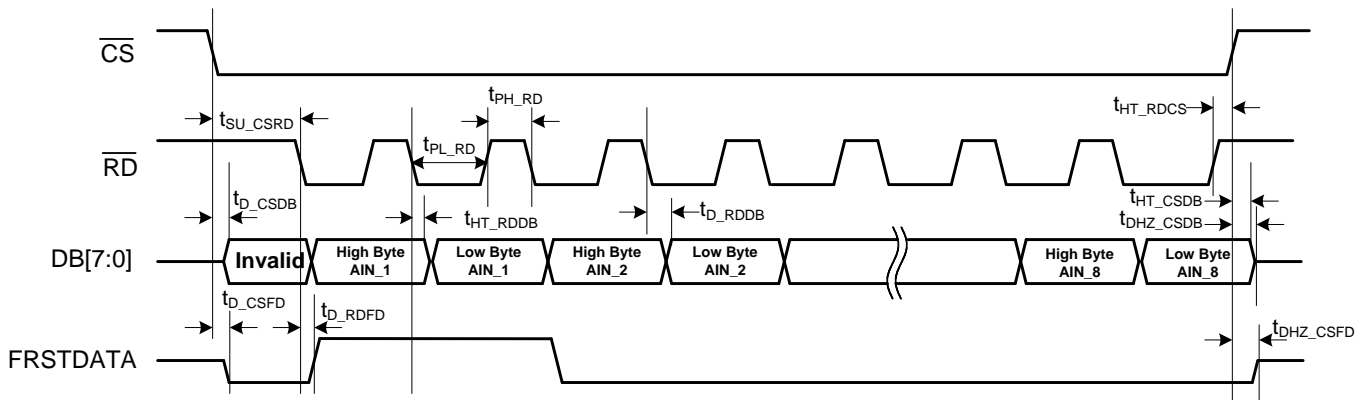 CS
tPH_RD
tHT_RDCS
tSU_CSRD
tPL_RD
RD
tD_CSDB
tHT_RDDB
tD_RDDB
tHT_CSDB
tDHZ_CSDB
DB[7:0]
Invalid
High Byte
AIN_1
Low Byte
AIN_1
High Byte
AIN_2
Low Byte
AIN_2
High Byte
AIN_8
Low Byte
AIN_8
tD_CSFD
tD_RDFD
tDHZ_CSFD
FRSTDATA